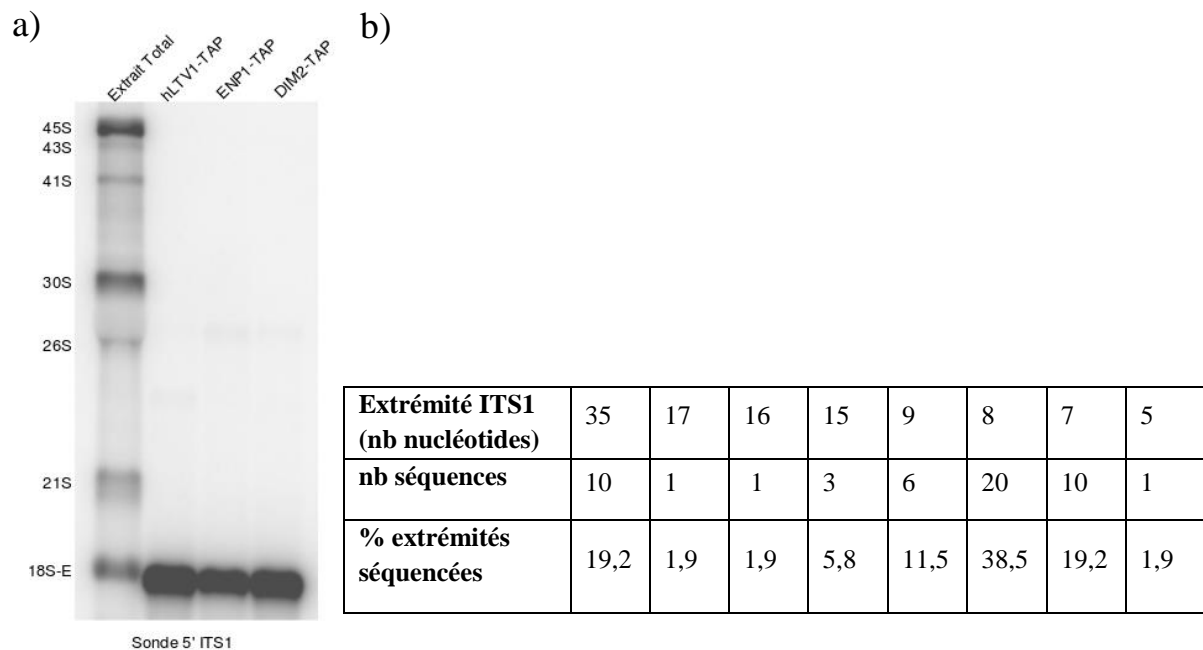 a)
b)
Extrait Total
hLTV1-TAP
ENP1-TAP
DIM2-TAP
45S
43S
41S
30S
26S
21S
18S-E
Sonde 5' ITS1
Extrémité ITS1 (nb nucléotides) 35 17 16 15 9 8 7 5
nb séquences 10 1 1 3 6 20 10 1
% extrémités séquencées 19,2 1,9 1,9 5,8 11,5 38,5 19,2 1,9